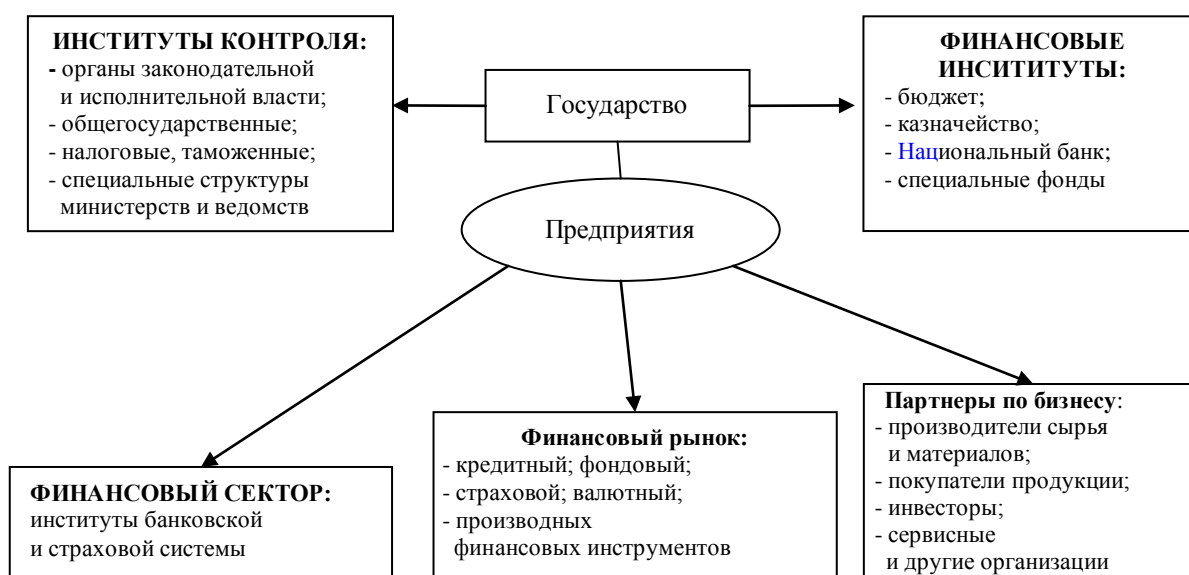 ИНСТИТУТЫ КОНТРОЛЯ:
- органы законодательной
и исполнительной власти;
- общегосударственные;
- налоговые, таможенные;
- специальные структуры
министерств и ведомств
Государство
ФИНАНСОВЫЕ
ИНСИТИТУТЫ:
- бюджет;
- казначейство;
- Национальный банк;
- специальные фонды
Предприятия
ФИНАНСОВЫЙ СЕКТОР:
институты банковской
и страховой системы
Финансовый рынок:
- кредитный; фондовый;
- страховой; валютный;
- производных
финансовых инструментов
Партнеры по бизнесу:
- производители сырья
и материалов;
- покупатели продукции;
- инвесторы;
- сервисные
и другие организации